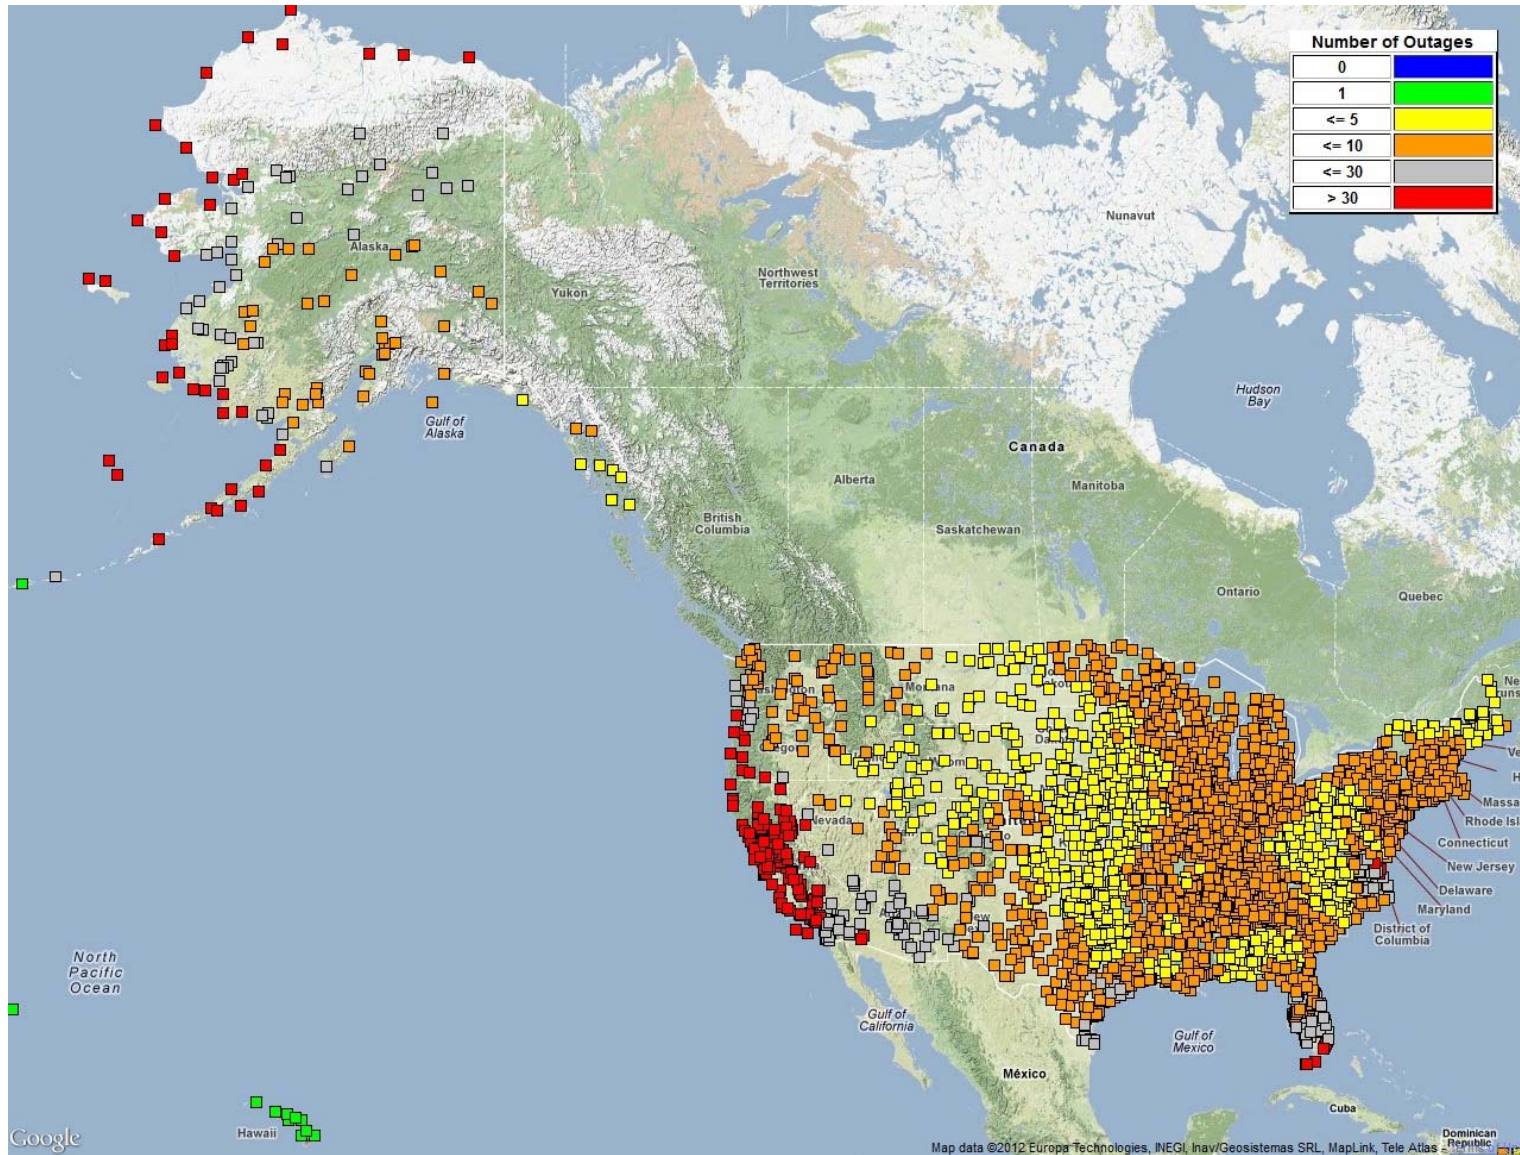 Number of Outages
0
1
<= 5
<= 10
<= 30
> 30
Nunavut
Alaska
Northwest
Territories
Yukon
Hudson
Bay
Gulf of
Alaska
Canada
Alberta
Manitoba
British
Columbia
Saskatchewan
Ontario
Quebec
Montana
Nevada
Massa
Rhode Isl
Connecticut
New Jersey
Delaware
Maryland
District of
Columbia
North
Pacific
Ocean
Gulf of
California
Gulf of
Mexico
México
Cuba
Hawaii
Dominican
Republic
Google
Map data ©2012 Europa Technologies, INEGI, Inav/Geosistemas SRL, MapLink, Tele Atlas -